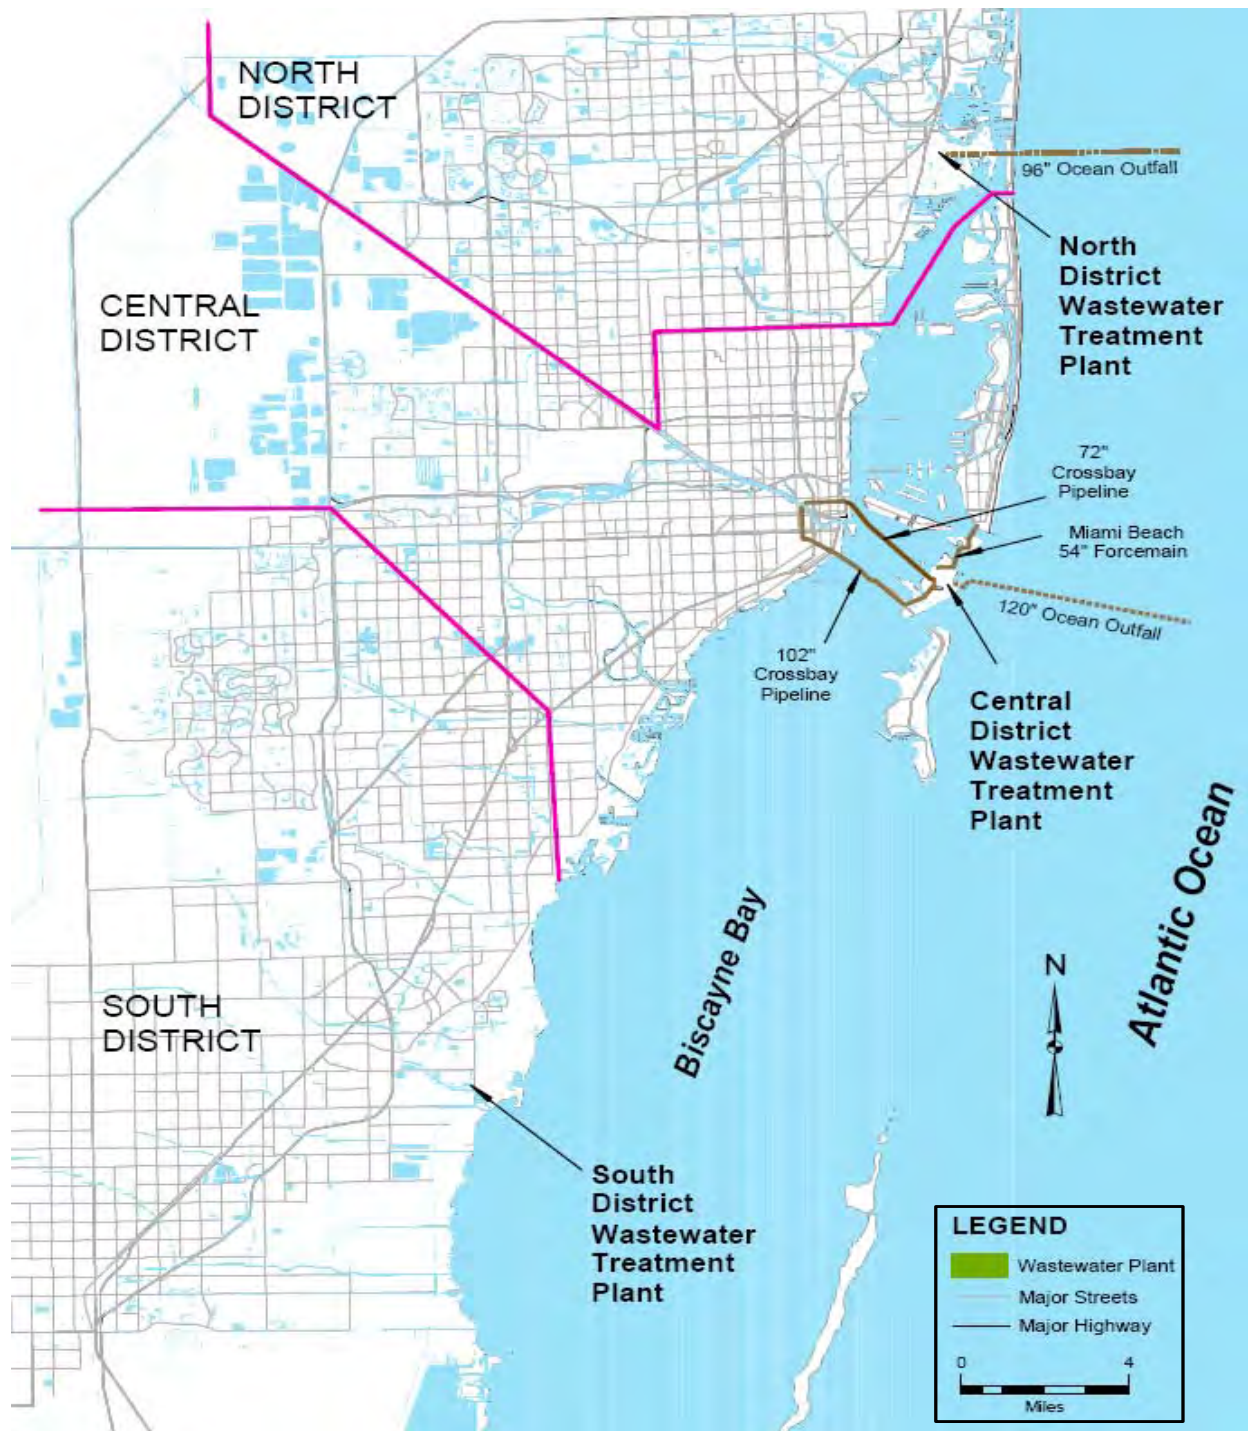 NORTH
DISTRICT
96" Ocean Outfall
North
District
Wastewater
Treatment
Plant
CENTRAL
DISTRICT
72"
Crossbay
Pipeline
Miami Beach
54" Forcemain
120" Ocean Outfall
102"
Crossbay
Pipeline
Central
District
Wastewater
Treatment
Plant
Atlantic Ocean
Biscayne Bay
N
SOUTH
DISTRICT
South
District
Wastewater
Treatment
Plant
LEGEND
Wastewater Plant
Major Streets
Major Highway
0 4
Miles